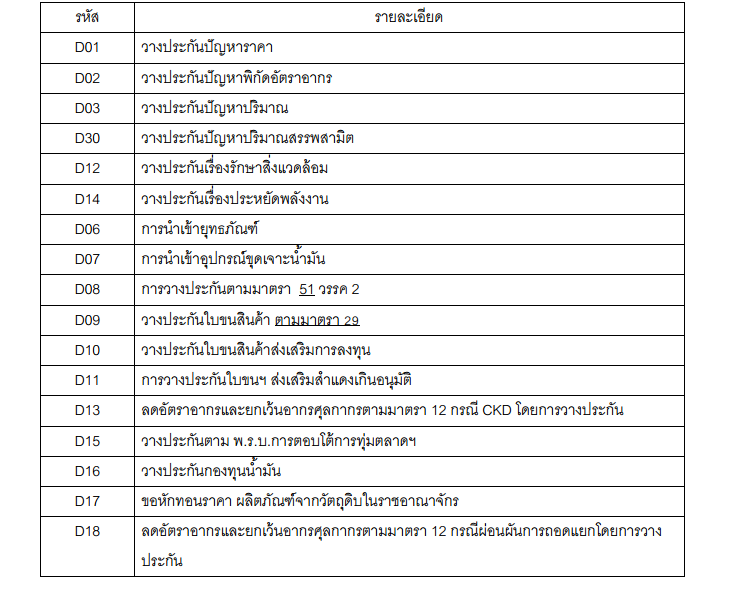 รหัส รายละเอียด
D01 วางประกันปัญหาราคา
D02 วางประกันปัญหาพิกัดอัตราอากร
D03 วางประกันปัญหาปริมาณ
D30 วางประกันปัญหาปริมาณสรรพสามิต
D12 วางประกันเรื่องรักษาสิ่งแวดล้อม
D14 วางประกันเรื่องประหยัดพลังงาน
D06 การนำเข้ายุทธภัณฑ์
D07 การนำเข้าอุปกรณ์ขุดเจาะน้ำมัน
D08 การวางประกันตามมาตรา 51 วรรค 2
D09 วางประกันใบขนสินค้า ตามมาตรา 29
D10 วางประกันใบขนสินค้าส่งเสริมการลงทุน
D11 การวางประกันใบขนฯ ส่งเสริมสำแดงเกินอนุมัติ
D13 ลดอัตราอากรและยกเว้นอากรศุลกากรตามมาตรา 12 กรณี CKD โดยการวางประกัน
D15 วางประกันตาม พ.ร.บ.การตอบโต้การทุ่มตลาดฯ
D16 วางประกันกองทุนน้ำมัน
D17 ขอหักทอนราคา ผลิตภัณฑ์จากวัตถุดิบในราชอาณาจักร
D18 ลดอัตราอากรและยกเว้นอากรศุลกากรตามมาตรา 12 กรณีผ่อนผันการถอดแยกโดยการวาง
ประกัน